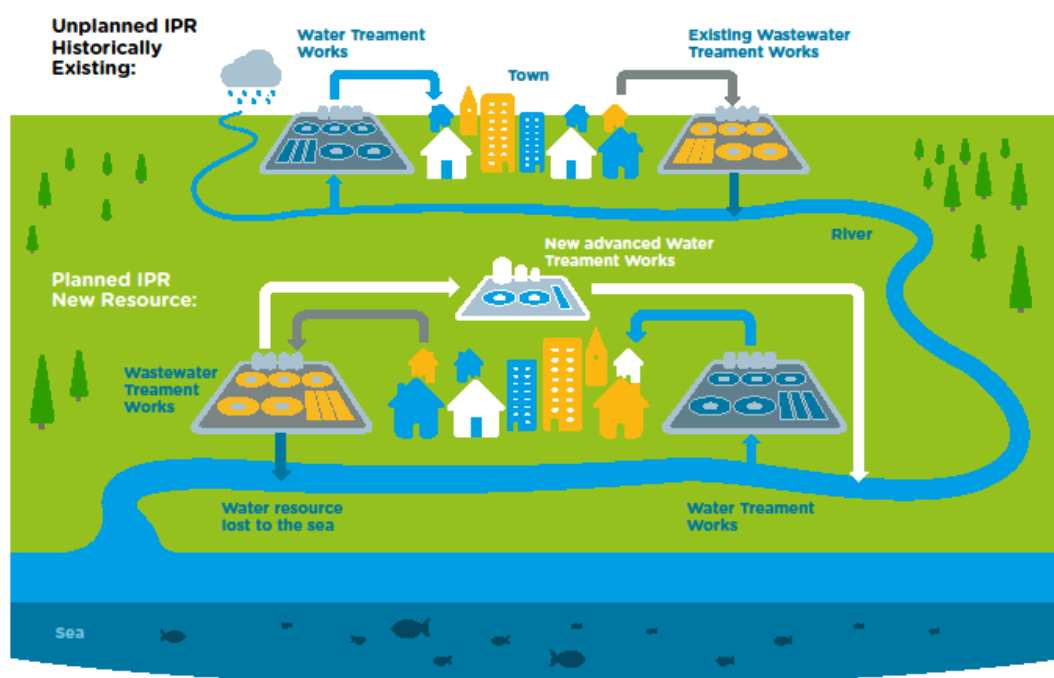 Unplanned IPR
Historically
Existing:
Water Treament
Works
Town
Existing Wastewater
Treament Works
River
New advanced Water
Treament Works
Planned IPR
New Resource:
Wastewater
Treament
Works
Water resource
lost to the sea
Water Treament
Works
Sea